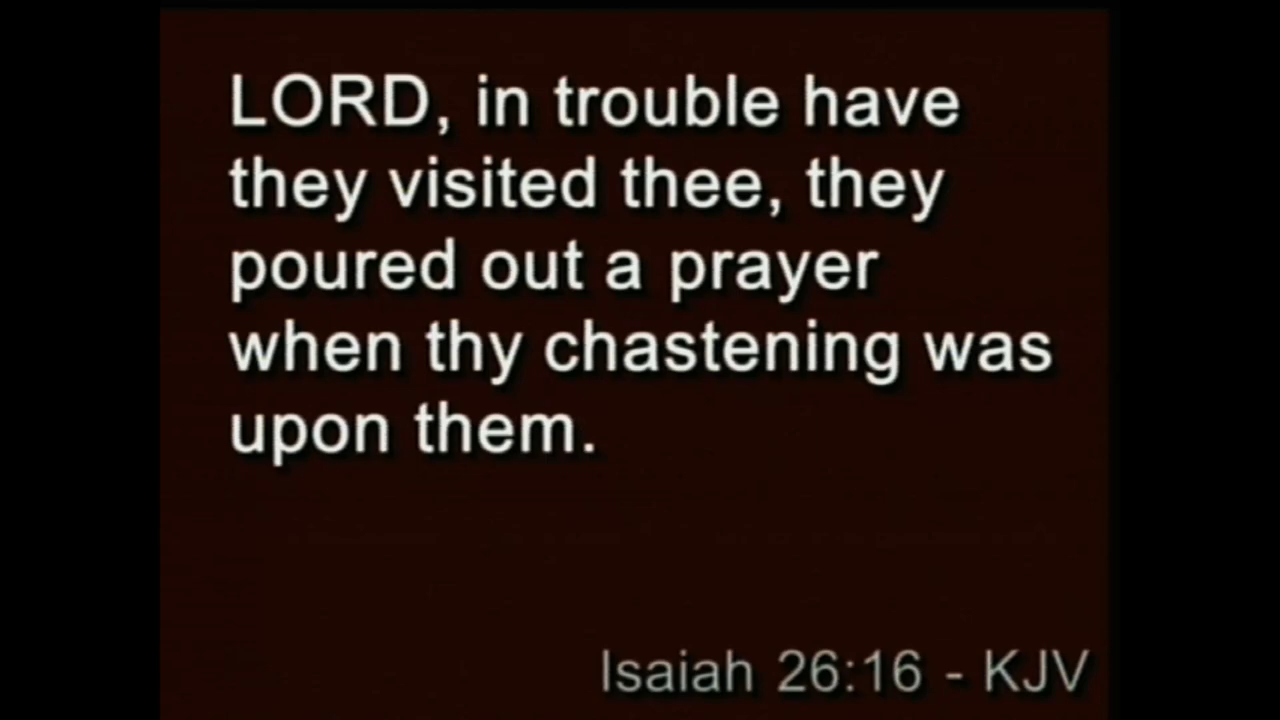 LORD, in trouble have
they visited thee, they
poured out a prayer
when thy chastening was
upon them.
Isaiah 26:16 - KJV